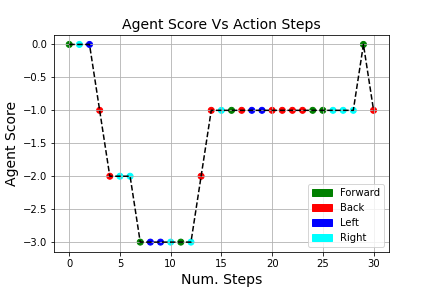 Agent Score Vs Action Steps
Agent Score
0.0
−0.5
−1.0
−1.5
−2.0
−2.5
−3.0
Forward
Back
Left
Right
0 5 10 15 20 25 30
Num. Steps